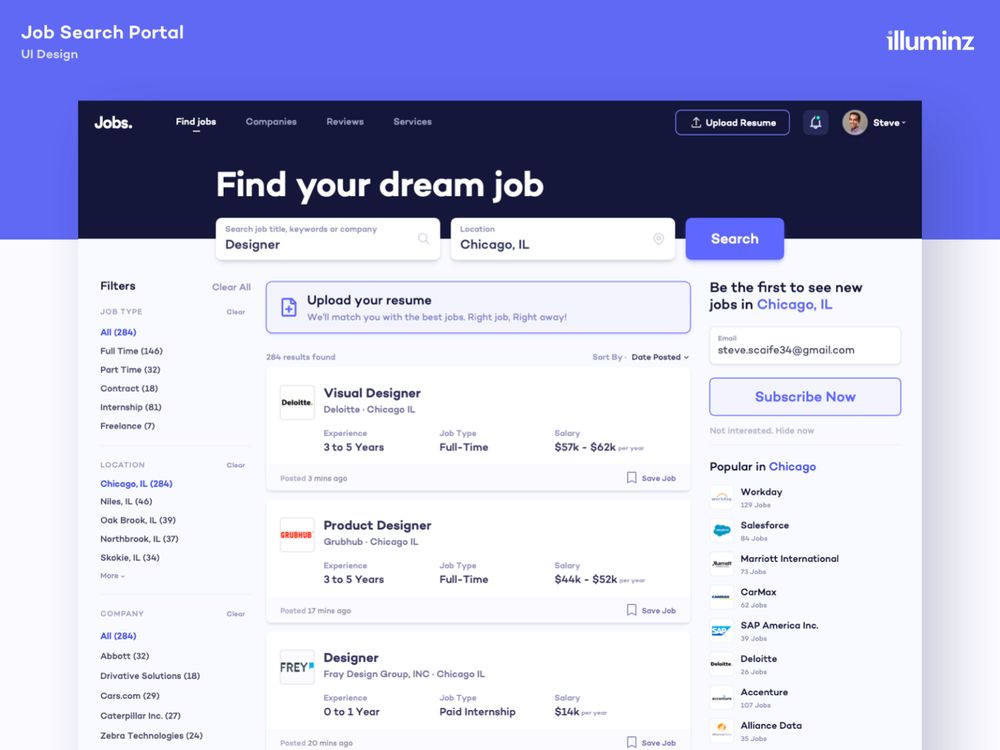 Job Search Portal
UI Design
illuminz
Jobs.
Find jobs
Companies
Reviews
Services
Upload Resume
Steve
Find your dream job
Search job title, keywords or company
Designer
Location
Chicago, IL
Search
Filters
Clear All
JOB TYPE
Clear
All (284)
Full Time (146)
Part Time (32)
Contract (18)
Internship (81)
Freelance (7)
LOCATION
Clear
Chicago, IL (284)
Niles, IL (46)
Oak Brook, IL (39)
Northbrook, IL (37)
Skokie, IL (34)
More
COMPANY
Clear
All (284)
Abbott (32)
Drivative Solutions (18)
Cars.com (29)
Caterpillar Inc. (27)
Zebra Technologies (24)
Upload your resume
We'll match you with the best jobs. Right job, Right away!
284 results found
Sort By · Date Posted
Deloitte.
Visual Designer
Deloitte · Chicago IL
Experience
3 to 5 Years
Job Type
Full-Time
Salary
$57k - $62k per year
Posted 3 mins ago
Save Job
GRUBHUB
Product Designer
Grubhub · Chicago IL
Experience
3 to 5 Years
Job Type
Full-Time
Salary
$44k - $52k per year
Posted 17 mins ago
Save Job
FREY
Designer
Fray Design Group, INC · Chicago IL
Experience
0 to 1 Year
Job Type
Paid Internship
Salary
$14k per year
Posted 20 mins ago
Save Job
Be the first to see new
jobs in Chicago, IL
Email
steve.scaife34@gmail.com
Subscribe Now
Not interested. Hide now
Popular in Chicago
workday
Workday
129 Jobs
Salesforce
84 Jobs
Marriott
Marriott International
73 Jobs
CARMAX
CarMax
62 Jobs
SAP
SAP America Inc.
39 Jobs
Deloitte.
Deloitte
26 Jobs
accenture
Accenture
107 Jobs
Alliance Data
35 Jobs